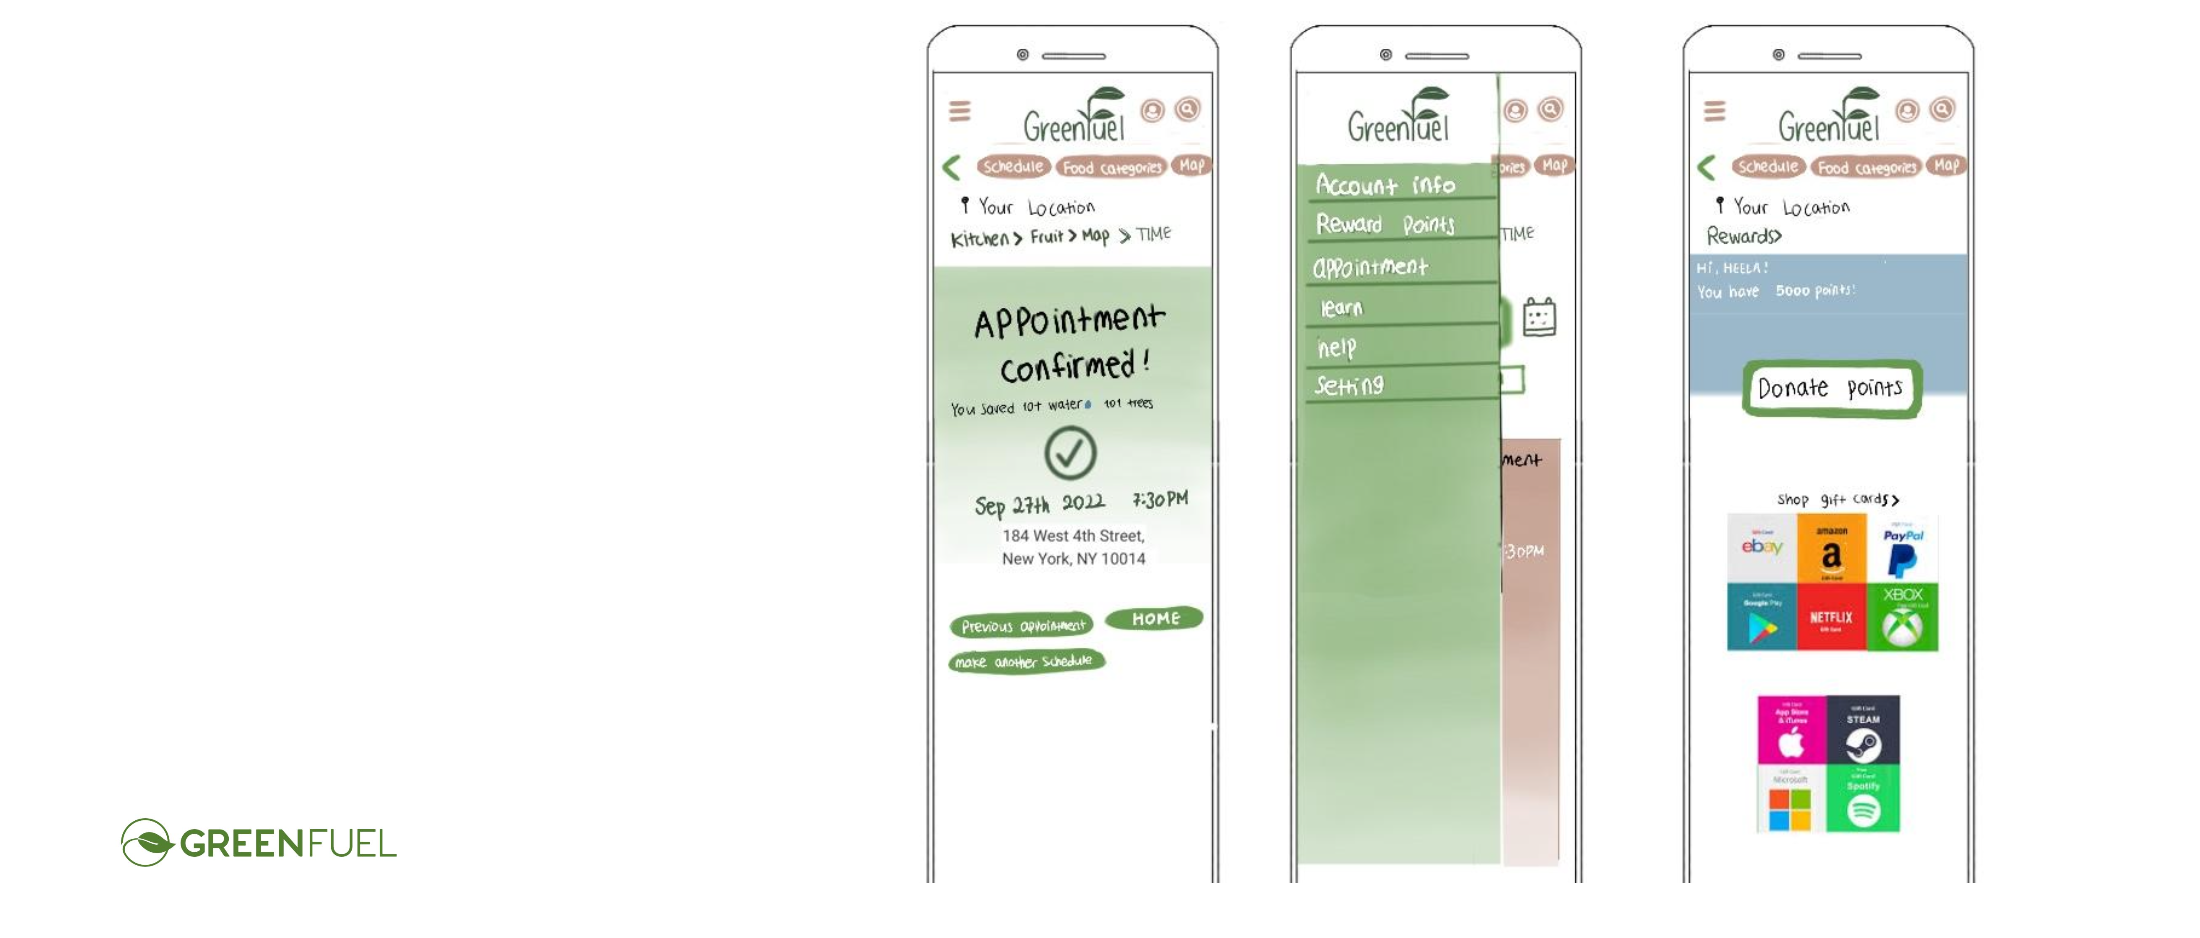 GreenFuel
Schedule Food categories Map
Your Location
Kitchen > Fruit > Map > TIME
APPointment
confirmed!
You saved 10t water 101 trees
Sep 27th 2022 7:30PM
184 West 4th Street,
New York, NY 10014
Previous appointment HOME
make another Schedule
GreenFuel
ories Map
Account info
Reward Points
TIME
appointment
learn
help
Setting
ment
:30PM
GreenFuel
Schedule Food categories Map
Your Location
Rewards>
Hi, HEELA!
You have 5000 points!
Donate points
Shop gift cards>
ebay
amazon
a
PayPal
Google Play
NETFLIX
XBOX
App Store
& iTunes
STEAM
Microsoft
Spotify
GREENFUEL